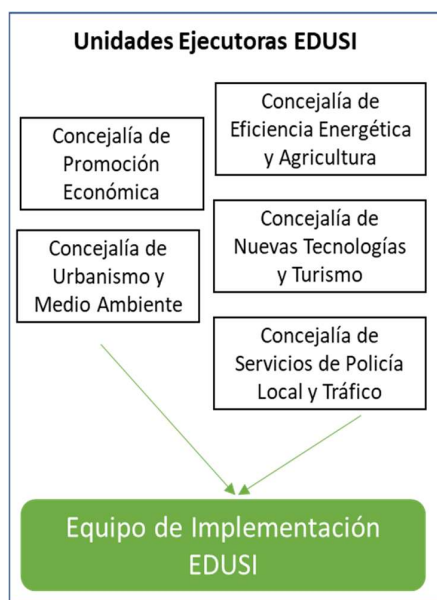 Unidades Ejecutoras EDUSI
Concejalía de
Promoción
Económica
Concejalía de
Urbanismo y
Medio Ambiente
Concejalía de
Eficiencia Energética
y Agricultura
Concejalía de
Nuevas Tecnologías
y Turismo
Concejalía de
Servicios de Policía
Local y Tráfico
Equipo de Implementación
EDUSI